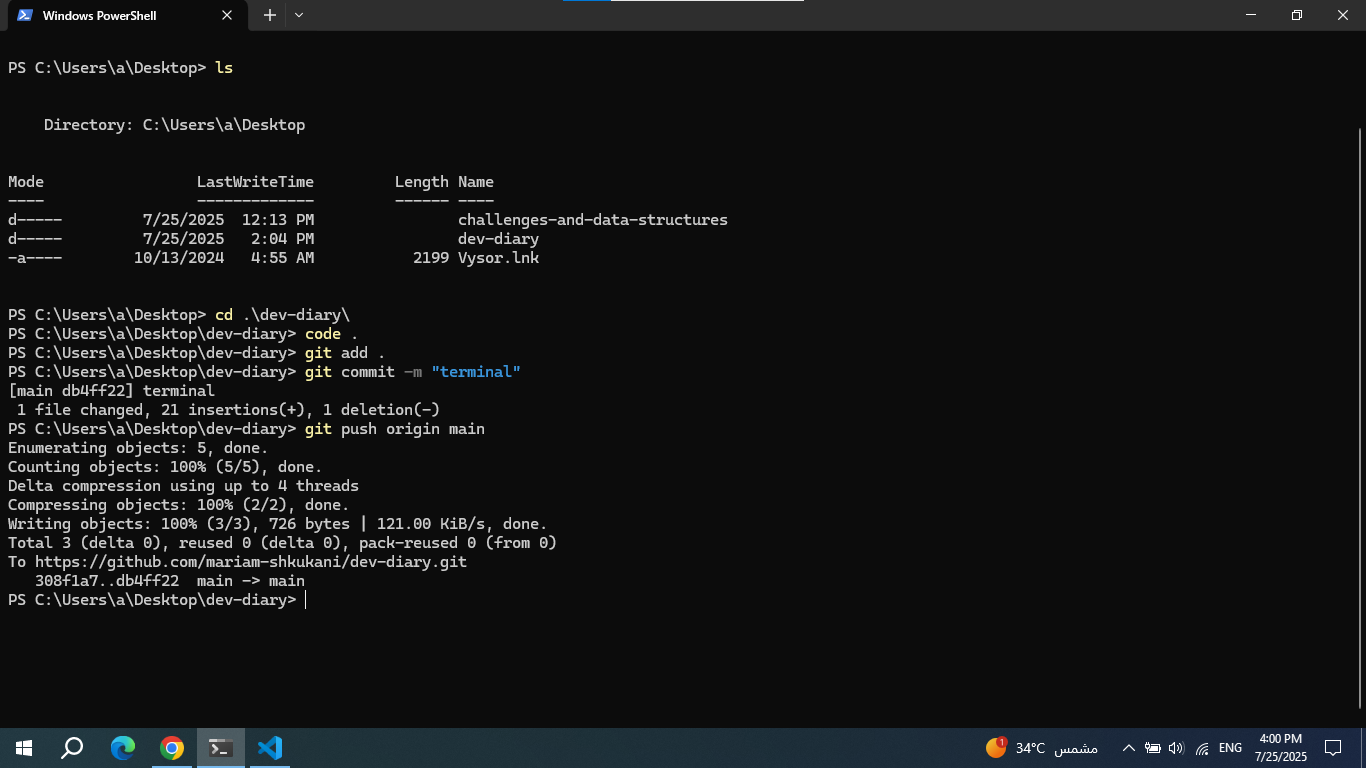 Windows PowerShell
PS C:\Users\a\Desktop> ls
Directory: C:\Users\a\Desktop
Mode                 LastWriteTime         Length Name
----                 -------------         ------ ----
d-----         7/25/2025  12:13 PM                challenges-and-data-structures
d-----         7/25/2025   2:04 PM                dev-diary
-a----        10/13/2024   4:55 AM           2199 Vysor.lnk
PS C:\Users\a\Desktop> cd .\dev-diary\
PS C:\Users\a\Desktop\dev-diary> code .
PS C:\Users\a\Desktop\dev-diary> git add .
PS C:\Users\a\Desktop\dev-diary> git commit -m "terminal"
[main db4ff22] terminal
 1 file changed, 21 insertions(+), 1 deletion(-)
PS C:\Users\a\Desktop\dev-diary> git push origin main
Enumerating objects: 5, done.
Counting objects: 100% (5/5), done.
Delta compression using up to 4 threads
Compressing objects: 100% (2/2), done.
Writing objects: 100% (3/3), 726 bytes | 121.00 KiB/s, done.
Total 3 (delta 0), reused 0 (delta 0), pack-reused 0 (from 0)
To https://github.com/mariam-shkukani/dev-diary.git
   308f1a7..db4ff22  main -> main
PS C:\Users\a\Desktop\dev-diary>
1
34°C مشمس
ENG
4:00 PM
7/25/2025